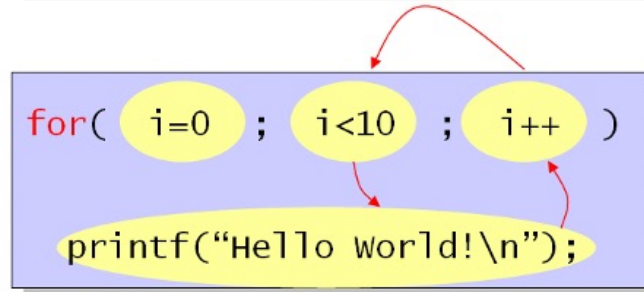 for( i=0 ; i<10 ; i++ )
printf(“Hello World!\n”);